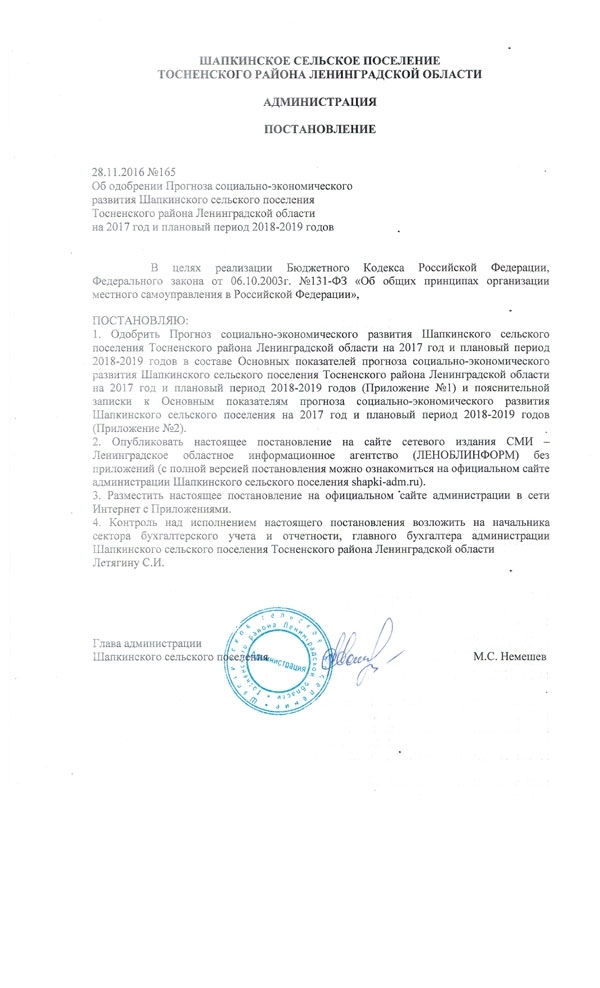 ШАПКИНСКОЕ СЕЛЬСКОЕ ПОСЕЛЕНИЕ
ТОСНЕНСКОГО РАЙОНА ЛЕНИНГРАДСКОЙ ОБЛАСТИ
АДМИНИСТРАЦИЯ
ПОСТАНОВЛЕНИЕ
28.11.2016 №165
Об одобрении Прогноза социально-экономического
развития Шапкинского сельского поселения
Тосненского района Ленинградской области
на 2017 год и плановый период 2018-2019 годов
В целях реализации Бюджетного Кодекса Российской Федерации,
Федерального закона от 06.10.2003г. №131-ФЗ «Об общих принципах организации
местного самоуправления в Российской Федерации»,
ПОСТАНОВЛЯЮ:
1. Одобрить Прогноз социально-экономического развития Шапкинского сельского
поселения Тосненского района Ленинградской области на 2017 год и плановый период
2018-2019 годов в составе Основных показателей прогноза социально-экономического
развития Шапкинского сельского поселения Тосненского района Ленинградской области
на 2017 год и плановый период 2018-2019 годов (Приложение №1) и пояснительной
записки к Основным показателям прогноза социально-экономического развития
Шапкинского сельского поселения на 2017 год и плановый период 2018-2019 годов
(Приложение №2).
2. Опубликовать настоящее постановление на сайте сетевого издания СМИ –
Ленинградское областное информационное агентство (ЛЕНОБЛИНФОРМ) без
приложений (с полной версией постановления можно ознакомиться на официальном сайте
администрации Шапкинского сельского поселения shapki-adm.ru).
3. Разместить настоящее постановление на официальном сайте администрации в сети
Интернет с Приложениями.
4. Контроль над исполнением настоящего постановления возложить на начальника
сектора бухгалтерского учета и отчетности, главного бухгалтера администрации
Шапкинского сельского поселения Тосненского района Ленинградской области
Летягину С.И.
Глава администрации
Шапкинского сельского поселения М.С. Немешев
Шапкинское сельское поселение
Тосненского района Ленинградской области
Администрация